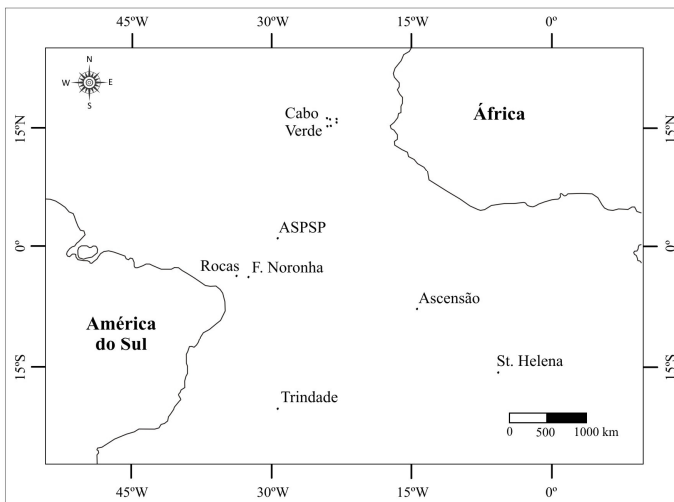 45ºW 30ºW 15ºW 0º
N
W E
S
Cabo
Verde
África
15ºN 15ºN
ASPSP
0º 0º
Rocas F. Noronha
Ascensão
América
do Sul
St. Helena
15ºS 15ºS
Trindade
0 500 1000 km
45ºW 30ºW 15ºW 0º